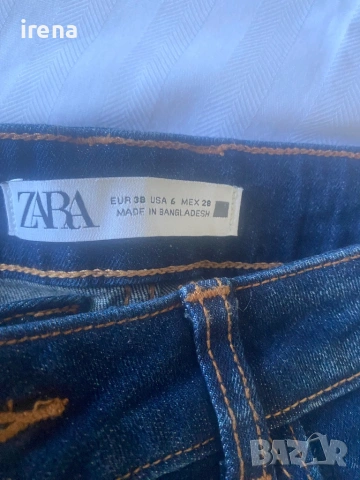 irena
ZARA
EUR 38 USA 6 MEX 28
MADE IN BANGLADESH
BAZAR